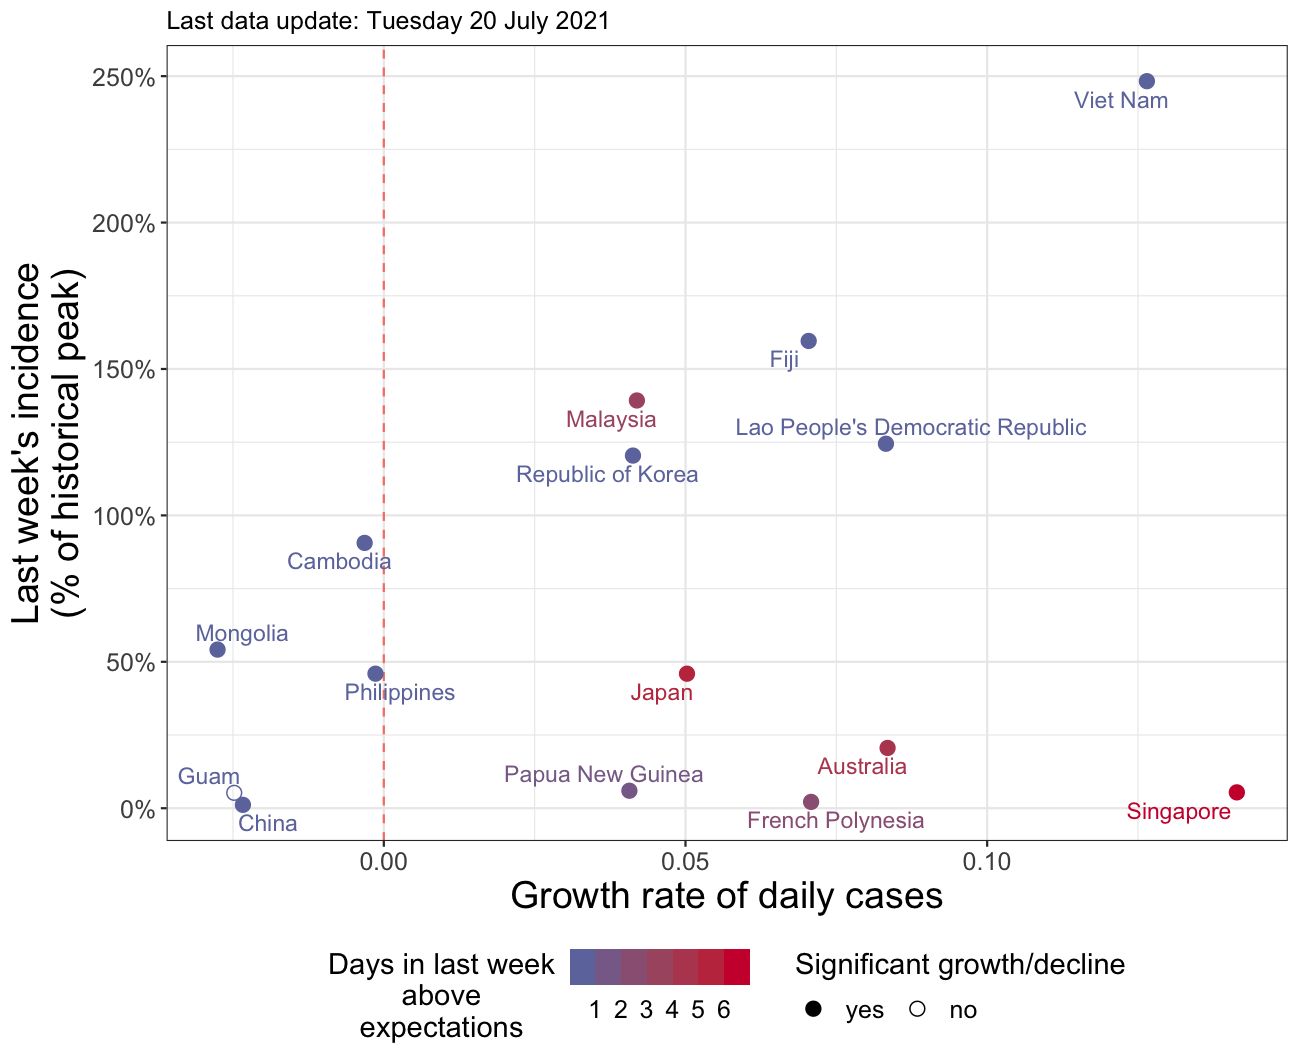 Last data update: Tuesday 20 July 2021
Last week's incidence
(% of historical peak)
250%
200%
150%
100%
50%
0%
Viet Nam
Fiji
Malaysia
Lao People's Democratic Republic
Republic of Korea
Cambodia
Mongolia
Philippines
Japan
Australia
Guam
Papua New Guinea
Singapore
French Polynesia
China
0.00 0.05 0.10
Growth rate of daily cases
Days in last week
above
expectations
1 2 3 4 5 6
Significant growth/decline
yes no